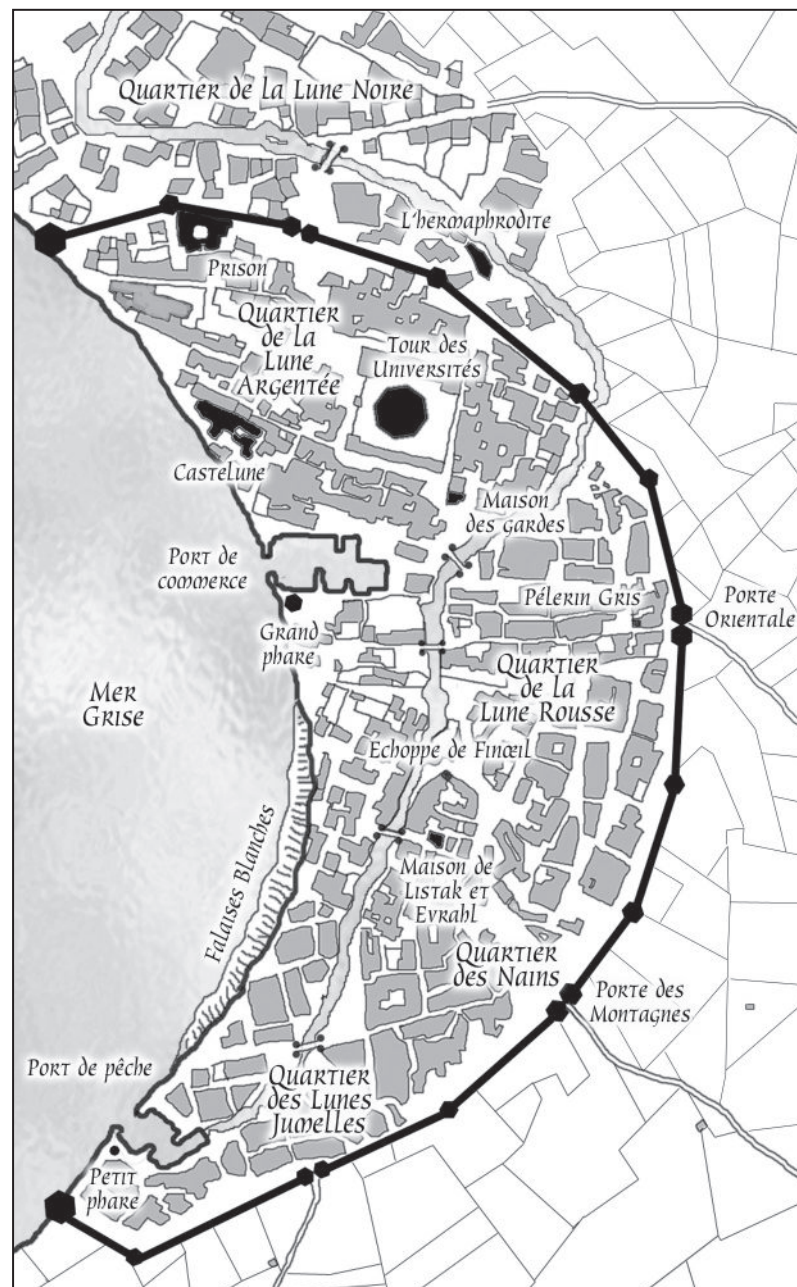 Quartier de la Lune Noire
L'hermaphrodite
Prison
Quartier
de la
Lune
Argentée
Tour des
Universités
Castelune
Maison
des gardes
Port de
commerce
Pélerin Gris
Porte
Orientale
Grand
phare
Quartier
de la
Lune Rousse
Mer
Grise
Echoppe de Finœil
Falaises Blanches
Maison de
Listak et
Evrahl
Quartier
des Nains
Porte des
Montagnes
Port de pêche
Quartier
des Lunes
Jumelles
Petit
phare